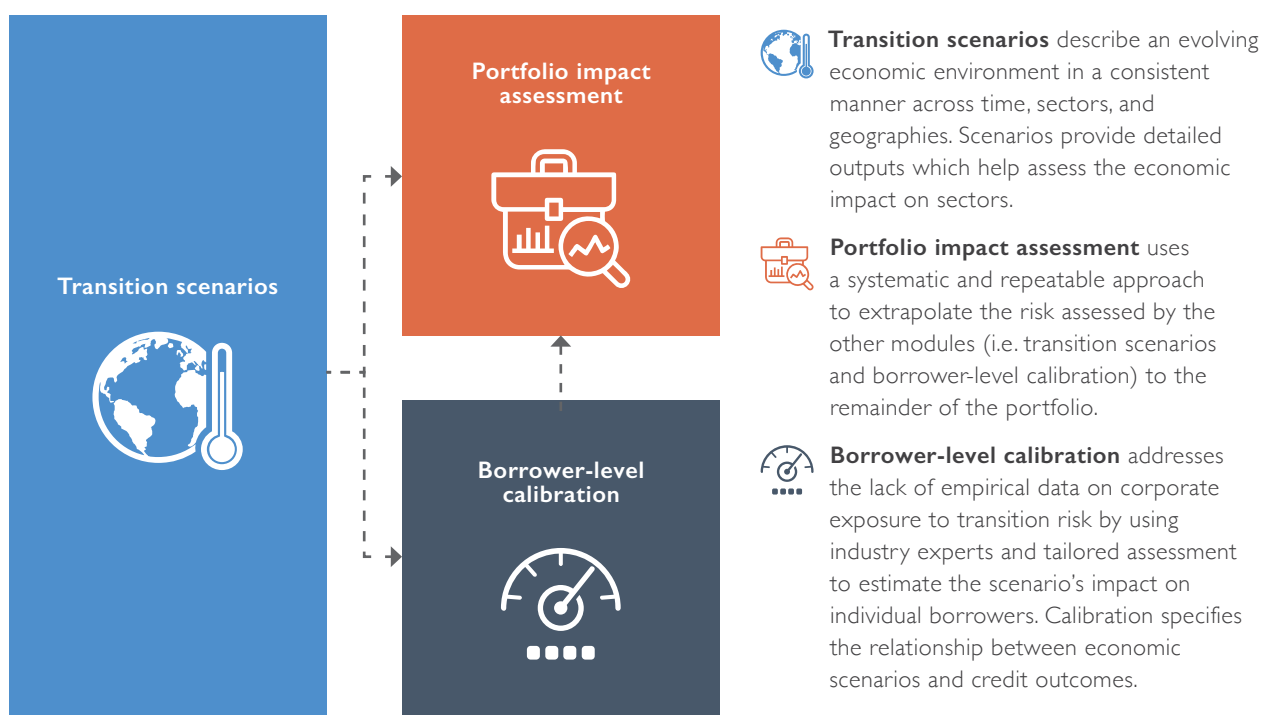 Transition scenarios
Portfolio impact
assessment
Borrower-level
calibration
Transition scenarios describe an evolving
economic environment in a consistent
manner across time, sectors, and
geographies. Scenarios provide detailed
outputs which help assess the economic
impact on sectors.
Portfolio impact assessment uses
a systematic and repeatable approach
to extrapolate the risk assessed by the
other modules (i.e. transition scenarios
and borrower-level calibration) to the
remainder of the portfolio.
Borrower-level calibration addresses
the lack of empirical data on corporate
exposure to transition risk by using
industry experts and tailored assessment
to estimate the scenario’s impact on
individual borrowers. Calibration specifies
the relationship between economic
scenarios and credit outcomes.